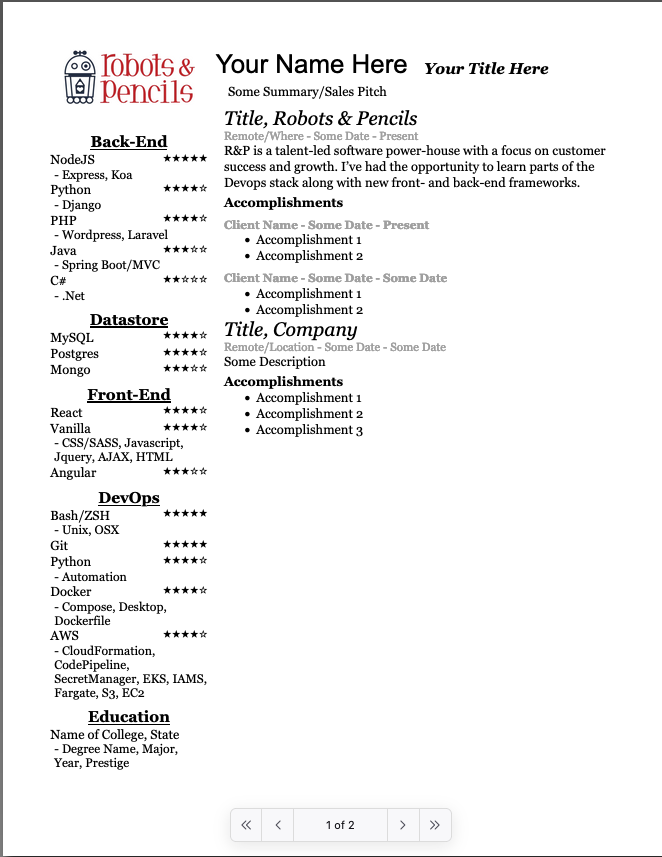 robots &
pencils
Your Name Here
Your Title Here
Some Summary/Sales Pitch
Back-End
NodeJS ★★★★★
- Express, Koa
Python ★★★★☆
- Django
PHP ★★★★☆
- Wordpress, Laravel
Java ★★★☆☆
- Spring Boot/MVC
C# ★★☆☆☆
- .Net
Datastore
MySQL ★★★★☆
Postgres ★★★★☆
Mongo ★★★☆☆
Front-End
React ★★★★☆
Vanilla ★★★★☆
- CSS/SASS, Javascript,
Jquery, AJAX, HTML
Angular ★★★☆☆
DevOps
Bash/ZSH ★★★★★
- Unix, OSX
Git ★★★★★
Python ★★★★☆
- Automation
Docker ★★★★☆
- Compose, Desktop,
Dockerfile
AWS ★★★★☆
- CloudFormation,
CodePipeline,
SecretManager, EKS, IAMS,
Fargate, S3, EC2
Education
Name of College, State
- Degree Name, Major,
Year, Prestige
Title, Robots & Pencils
Remote/Where - Some Date - Present
R&P is a talent-led software power-house with a focus on customer
success and growth. I've had the opportunity to learn parts of the
Devops stack along with new front- and back-end frameworks.
Accomplishments
Client Name - Some Date - Present
• Accomplishment 1
• Accomplishment 2
Client Name - Some Date - Some Date
• Accomplishment 1
• Accomplishment 2
Title, Company
Remote/Location - Some Date - Some Date
Some Description
Accomplishments
• Accomplishment 1
• Accomplishment 2
• Accomplishment 3
1 of 2